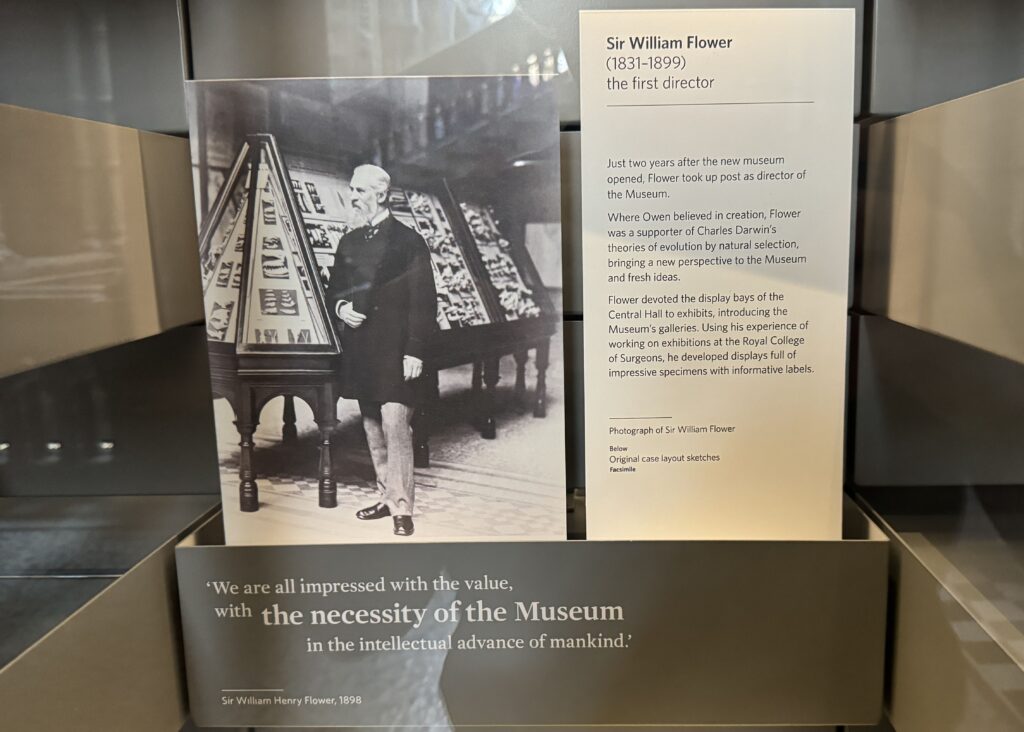 Sir William Flower
(1831–1899)
the first director
Just two years after the new museum
opened, Flower took up post as director of
the Museum.
Where Owen believed in creation, Flower
was a supporter of Charles Darwin's
theories of evolution by natural selection,
bringing a new perspective to the Museum
and fresh ideas.
Flower devoted the display bays of the
Central Hall to exhibits, introducing the
Museum's galleries. Using his experience of
working on exhibitions at the Royal College
of Surgeons, he developed displays full of
impressive specimens with informative labels.
Photograph of Sir William Flower
Below
Original case layout sketches
Facsimile
‘We are all impressed with the value,
with the necessity of the Museum
in the intellectual advance of mankind.’
Sir William Henry Flower, 1898